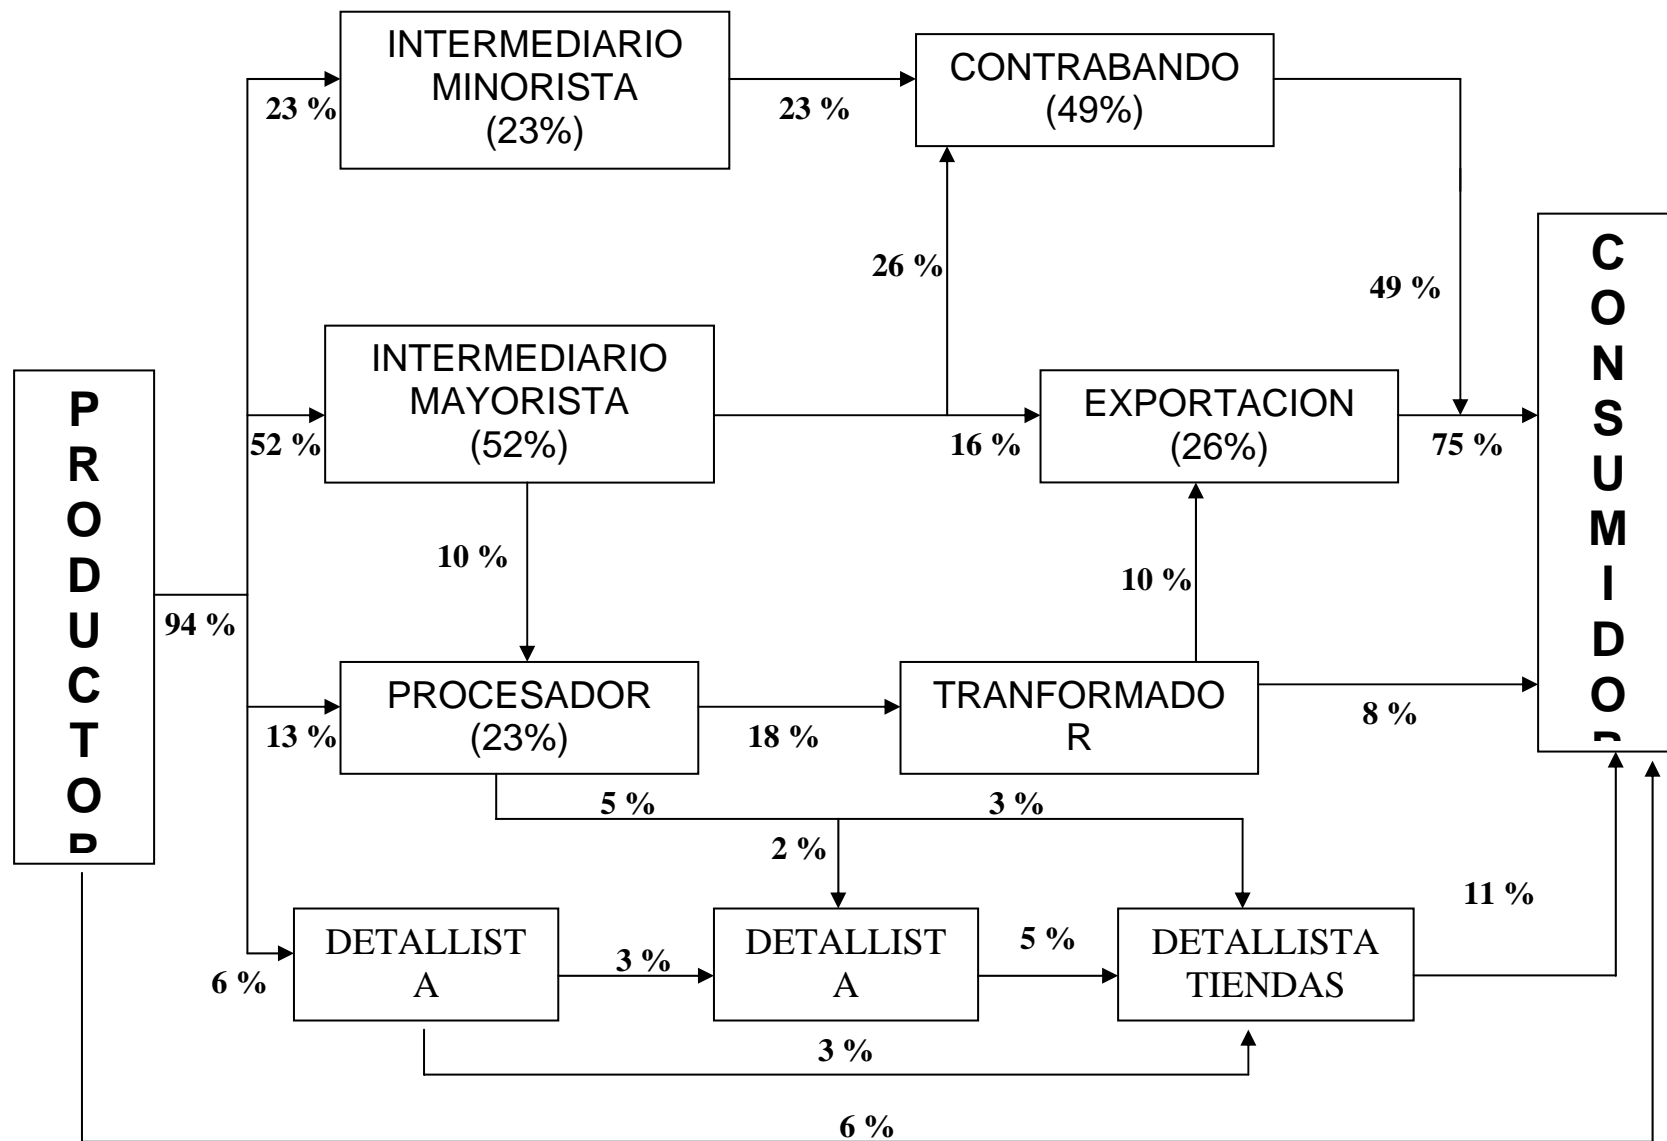 INTERMEDIARIO
MINORISTA
(23%)
CONTRABANDO
(49%)
23 %
23 %
26 %
49 %
INTERMEDIARIO
MAYORISTA
(52%)
EXPORTACION
(26%)
52 %
16 %
75 %
P
R
O
D
U
C
T
O
R
C
O
N
S
U
M
I
D
O
R
94 %
10 %
10 %
PROCESADOR
(23%)
TRANFORMADO
R
13 %
18 %
8 %
5 %
3 %
2 %
11 %
DETALLIST
A
DETALLIST
A
DETALLISTA
TIENDAS
6 %
3 %
5 %
3 %
6 %